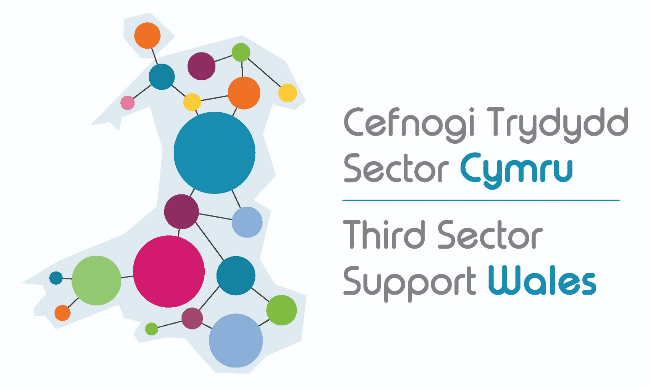 Cefnogi Trydydd
Sector Cymru
Third Sector
Support Wales